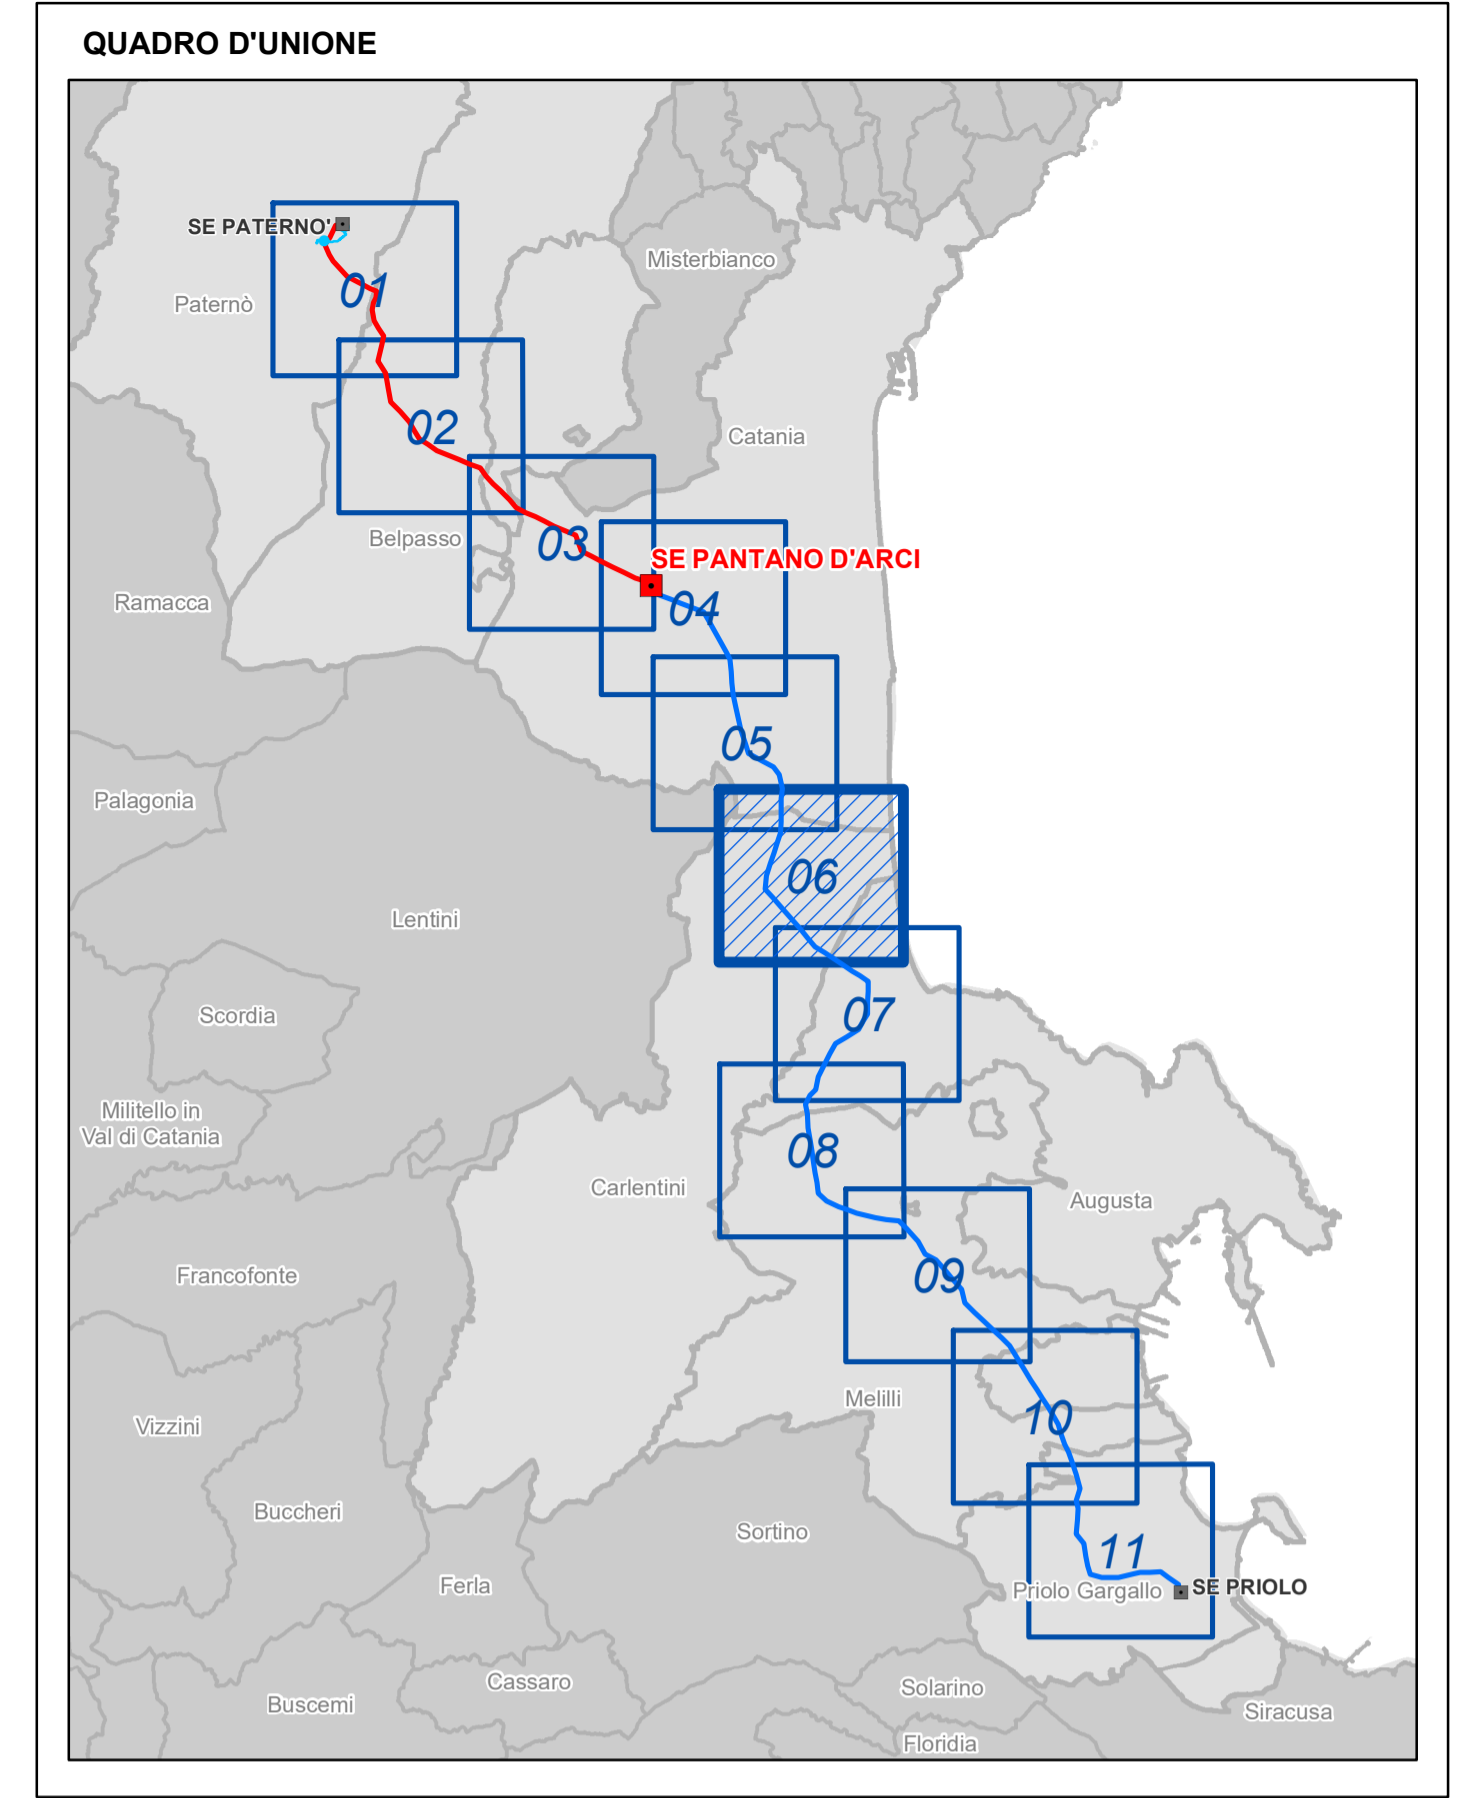 QUADRO D'UNIONE
SE PATERNO'
Misterbianco
01
Paternò
02
Catania
Belpasso
03
SE PANTANO D'ARCI
Ramacca
04
05
Palagonia
06
Lentini
Scordia
07
Militello in
Val di Catania
08
Carlentini
Augusta
Francofonte
09
Melilli
10
Vizzini
Buccheri
Sortino
11
Ferla
Priolo Gargallo
SE PRIOLO
Cassaro
Solarino
Buscemi
Siracusa
Floridia